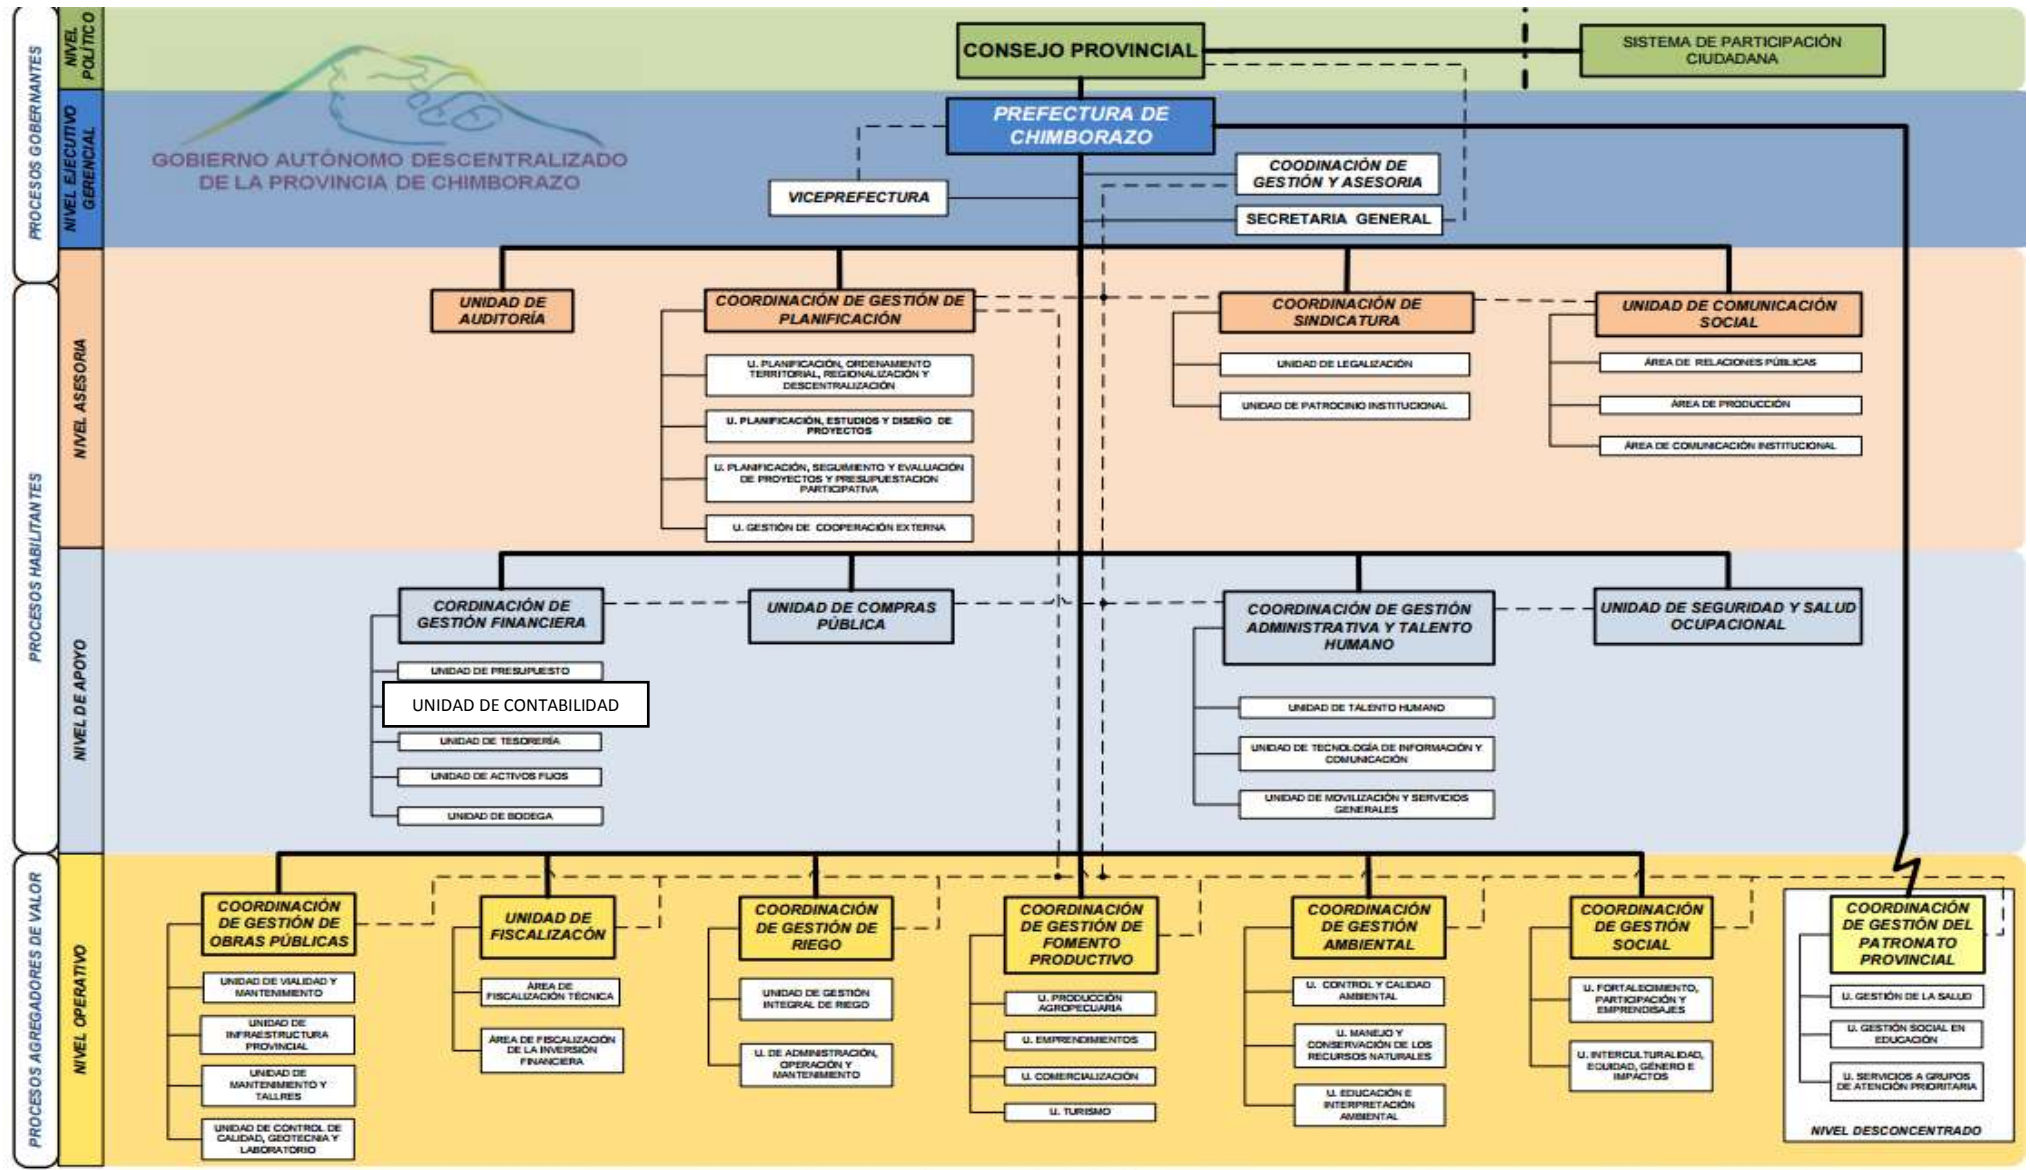 PROCESOS GOBERNANTES
NIVEL
POLÍTICO
CONSEJO PROVINCIAL
SISTEMA DE PARTICIPACIÓN
CIUDADANA
NIVEL EJECUTIVO
GERENCIAL
GOBIERNO AUTÓNOMO DESCENTRALIZADO
DE LA PROVINCIA DE CHIMBORAZO
PREFECTURA DE
CHIMBORAZO
VICEPREFECTURA
COODINACIÓN DE
GESTIÓN Y ASESORIA
SECRETARIA GENERAL
PROCESOS HABILITANTES
NIVEL ASESORIA
UNIDAD DE
AUDITORÍA
COORDINACIÓN DE GESTIÓN DE
PLANIFICACIÓN
U. PLANIFICACIÓN, ORDENAMIENTO
TERRITORIAL, REGIONALIZACIÓN Y
DESCENTRALIZACIÓN
U. PLANIFICACIÓN, ESTUDIOS Y DISEÑO DE
PROYECTOS
U. PLANIFICACIÓN, SEGUIMIENTO Y EVALUACIÓN
DE PROYECTOS Y PRESUPUESTACION
PARTICIPATIVA
U. GESTIÓN DE COOPERACIÓN EXTERNA
COORDINACIÓN DE
SINDICATURA
UNIDAD DE LEGALIZACIÓN
UNIDAD DE PATROCINIO INSTITUCIONAL
UNIDAD DE COMUNICACIÓN
SOCIAL
ÁREA DE RELACIONES PÚBLICAS
ÁREA DE PRODUCCIÓN
ÁREA DE COMUNICACIÓN INSTITUCIONAL
NIVEL DE APOYO
CORDINACIÓN DE
GESTIÓN FINANCIERA
UNIDAD DE PRESUPUESTO
UNIDAD DE CONTABILIDAD
UNIDAD DE TESORERÍA
UNIDAD DE ACTIVOS FIJOS
UNIDAD DE BODEGA
UNIDAD DE COMPRAS
PÚBLICA
COORDINACIÓN DE GESTIÓN
ADMINISTRATIVA Y TALENTO
HUMANO
UNIDAD DE TALENTO HUMANO
UNIDAD DE TECNOLOGÍA DE INFORMACIÓN Y
COMUNICACIÓN
UNIDAD DE MOVILIZACIÓN Y SERVICIOS
GENERALES
UNIDAD DE SEGURIDAD Y SALUD
OCUPACIONAL
PROCESOS AGREGADORES DE VALOR
NIVEL OPERATIVO
COORDINACIÓN
DE GESTIÓN DE
OBRAS PÚBLICAS
UNIDAD DE VIALIDAD Y
MANTENIMIENTO
UNIDAD DE
INFRAESTRUCTURA
PROVINCIAL
UNIDAD DE
MANTENIMIENTO Y
TALLRES
UNIDAD DE CONTROL DE
CALIDAD, GEOTECNIA Y
LABORATORIO
UNIDAD DE
FISCALIZACÓN
ÁREA DE
FISCALIZACIÓN TÉCNICA
ÁREA DE FISCALIZACIÓN
DE LA INVERSIÓN
FINANCIERA
COORDINACIÓN
DE GESTIÓN DE
RIEGO
UNIDAD DE GESTIÓN
INTEGRAL DE RIEGO
U. DE ADMINISTRACIÓN,
OPERACIÓN Y
MANTENIMIENTO
COORDINACIÓN
DE GESTIÓN DE
FOMENTO
PRODUCTIVO
U. PRODUCCIÓN
AGROPECUARIA
U. EMPRENDIMIENTOS
U. COMERCIALIZACIÓN
U. TURISMO
COORDINACIÓN
DE GESTIÓN
AMBIENTAL
U. CONTROL Y CALIDAD
AMBIENTAL
U. MANEJO Y
CONSERVACIÓN DE LOS
RECURSOS NATURALES
U. EDUCACIÓN E
INTERPRETACIÓN
AMBIENTAL
COORDINACIÓN
DE GESTIÓN
SOCIAL
U. FORTALECIMIENTO,
PARTICIPACIÓN Y
EMPRENDISAJES
U. INTERCULTURALIDAD,
EQUIDAD, GÉNERO E
IMPACTOS
COORDINACIÓN
DE GESTIÓN DEL
PATRONATO
PROVINCIAL
U. GESTIÓN DE LA SALUD
U. GESTIÓN SOCIAL EN
EDUCACIÓN
U. SERVICIOS A GRUPOS
DE ATENCIÓN PRIORITARIA
NIVEL DESCONCENTRADO